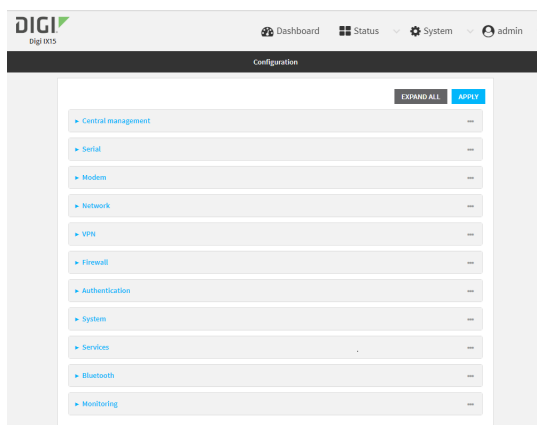 DIGI
Digi IX15
Dashboard Status System admin
Configuration
EXPAND ALL APPLY
Central management
Serial
Modem
Network
VPN
Firewall
Authentication
System
Services
Bluetooth
Monitoring